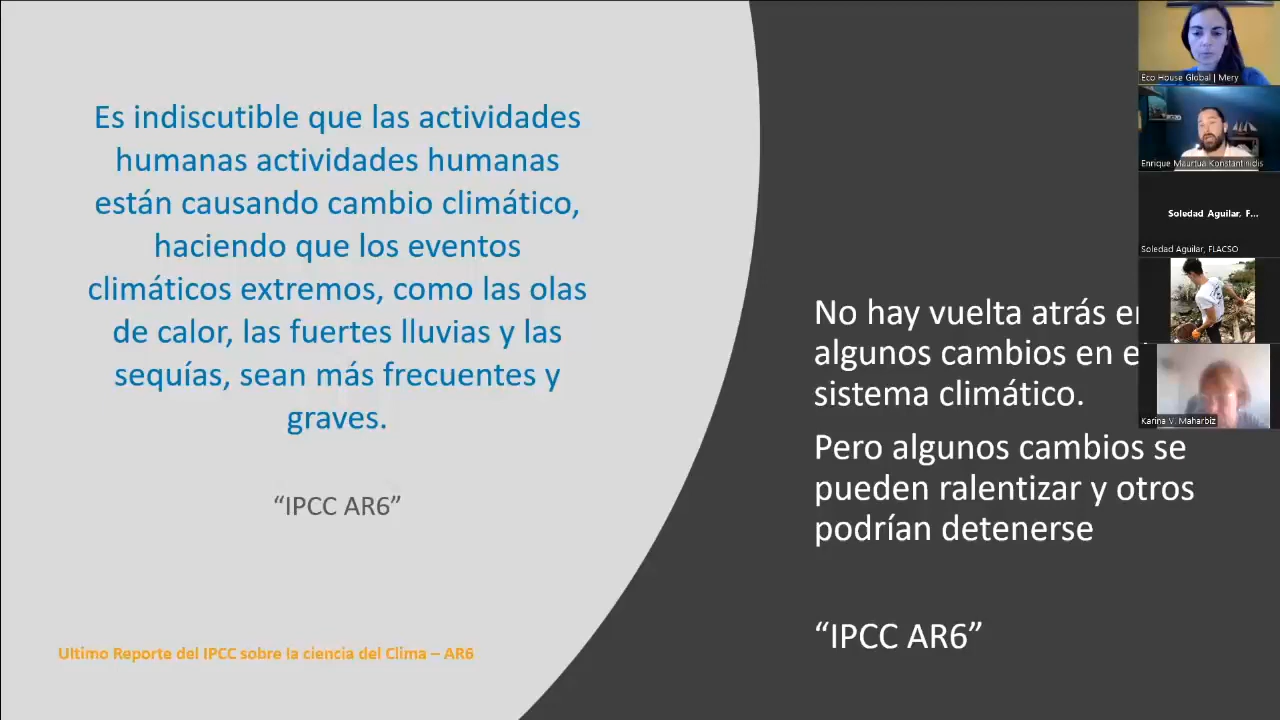 Es indiscutible que las actividades
humanas actividades humanas
están causando cambio climático,
haciendo que los eventos
climáticos extremos, como las olas
de calor, las fuertes lluvias y las
sequías, sean más frecuentes y
graves.
“IPCC AR6”
Ultimo Reporte del IPCC sobre la ciencia del Clima – AR6
No hay vuelta atrás en
algunos cambios en e
sistema climático.
Pero algunos cambios se
pueden ralentizar y otros
podrían detenerse
“IPCC AR6”
Eco House Global | Mery
Enrique Maurtua Konstantinidis
Soledad Aguilar, F...
Soledad Aguilar, FLACSO
Karina V. Maharbiz